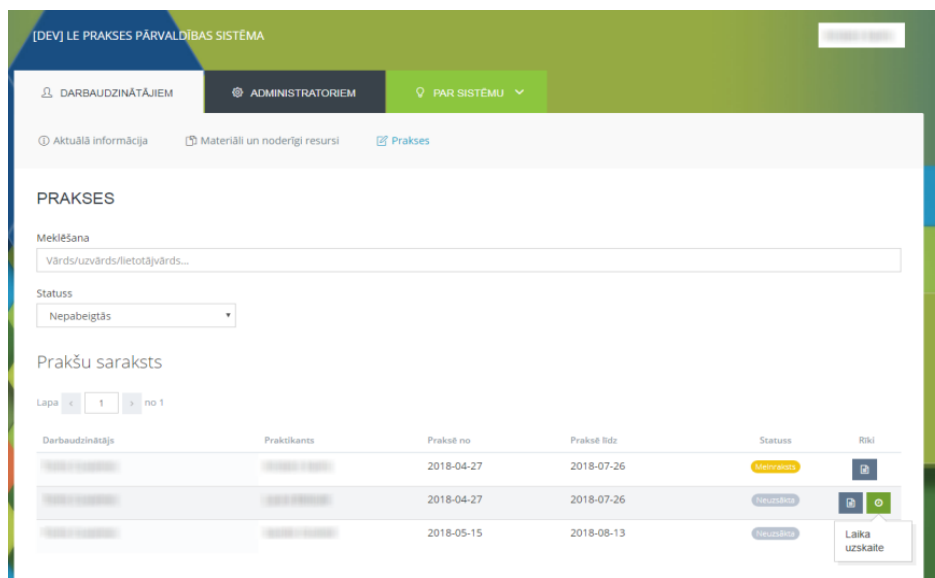 [DEV] LE PRAKSES PĀRVALDĪBAS SISTĒMA
DARBAUDZINĀTĀJIEM ADMINISTRATORIEM PAR SISTĒMU
Aktuālā informācija Materiāli un noderīgi resursi Prakses
PRAKSES
Meklēšana
Vārds/uzvārds/lietotājvārds...
Statuss
Nepabeigtās
Prakšu saraksts
Lapa < 1 > no 1
Darbaudzinātājs Praktikants Praksē no Praksē līdz Statuss Rīki
2018-04-27 2018-07-26 Melnraksts
2018-04-27 2018-07-26 Neuzsākta
2018-05-15 2018-08-13 Neuzsākta
Laika
uzskaite